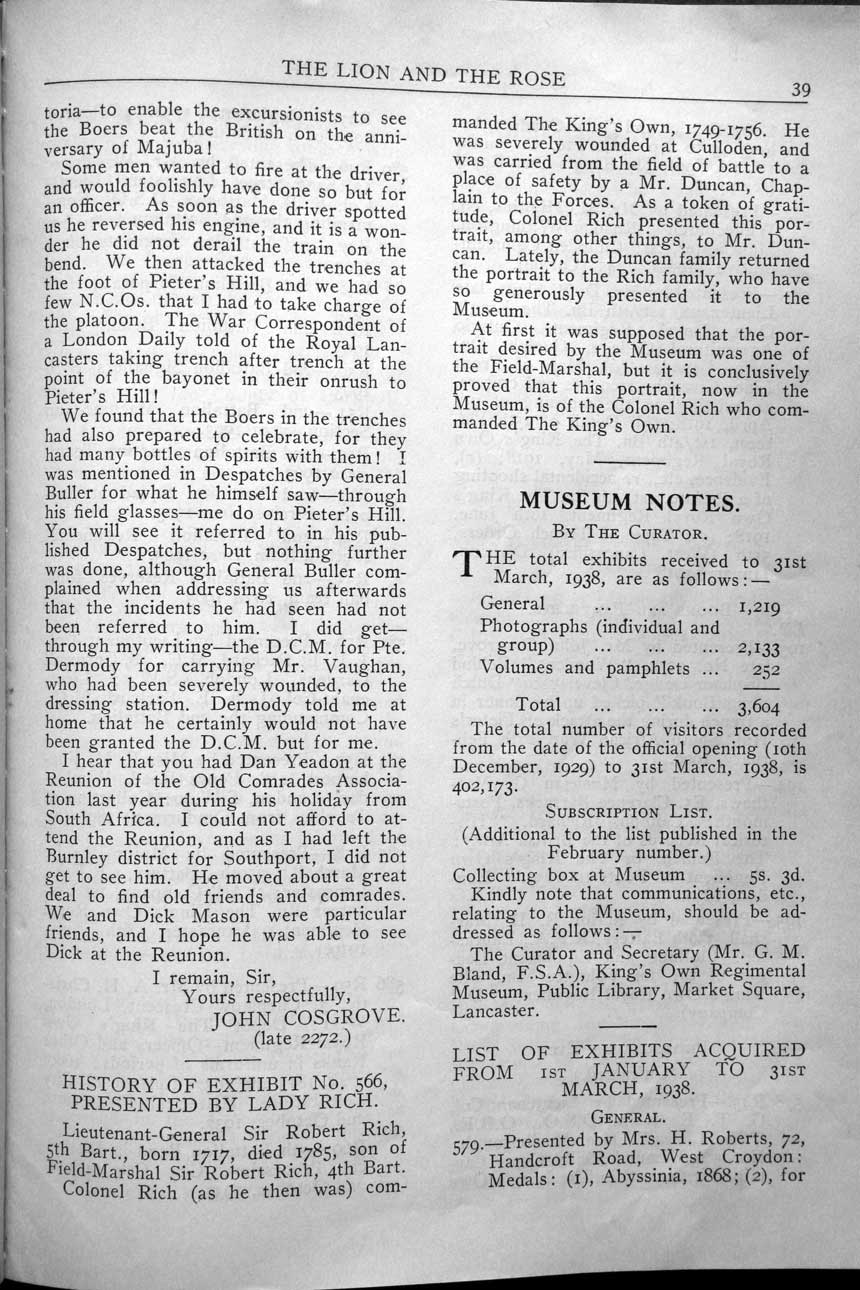 THE LION AND THE ROSE
39
toria—to enable the excursionists to see
the Boers beat the British on the anni-
versary of Majuba!
Some men wanted to fire at the driver,
and would foolishly have done so but for
an officer. As soon as the driver spotted
us he reversed his engine, and it is a won-
der he did not derail the train on the
bend. We then attacked the trenches at
the foot of Pieter's Hill, and we had so
few N.C.Os. that I had to take charge of
the platoon. The War Correspondent of
a London Daily told of the Royal Lan-
casters taking trench after trench at the
point of the bayonet in their onrush to
Pieter's Hill!
We found that the Boers in the trenches
had also prepared to celebrate, for they
had many bottles of spirits with them! I
was mentioned in Despatches by General
Buller for what he himself saw—through
his field glasses—me do on Pieter's Hill.
You will see it referred to in his pub-
lished Despatches, but nothing further
was done, although General Buller com-
plained when addressing us afterwards
that the incidents he had seen had not
been referred to him. I did get—
through my writing—the D.C.M. for Pte.
Dermody for carrying Mr. Vaughan,
who had been severely wounded, to the
dressing station. Dermody told me at
home that he certainly would not have
been granted the D.C.M. but for me.
I hear that you had Dan Yeadon at the
Reunion of the Old Comrades Associa-
tion last year during his holiday from
South Africa. I could not afford to at-
tend the Reunion, and as I had left the
Burnley district for Southport, I did not
get to see him. He moved about a great
deal to find old friends and comrades.
We and Dick Mason were particular
friends, and I hope he was able to see
Dick at the Reunion.
I remain, Sir,
Yours respectfully,
JOHN COSGROVE.
(late 2272.)
HISTORY OF EXHIBIT No. 566,
PRESENTED BY LADY RICH.
Lieutenant-General Sir Robert Rich,
5th Bart., born 1717, died 1785, son of
Field-Marshal Sir Robert Rich, 4th Bart.
Colonel Rich (as he then was) com-
manded The King's Own, 1749-1756. He
was severely wounded at Culloden, and
was carried from the field of battle to a
place of safety by a Mr. Duncan, Chap-
lain to the Forces. As a token of grati-
tude, Colonel Rich presented this por-
trait, among other things, to Mr. Dun-
can. Lately, the Duncan family returned
the portrait to the Rich family, who have
so generously presented it to the
Museum.
At first it was supposed that the por-
trait desired by the Museum was one of
the Field-Marshal, but it is conclusively
proved that this portrait, now in the
Museum, is of the Colonel Rich who com-
manded The King's Own.
MUSEUM NOTES.
BY THE CURATOR.
THE total exhibits received to 31st
March, 1938, are as follows:—
General ... ... ... 1,219
Photographs (individual and
group) ... ... ... 2,133
Volumes and pamphlets ... 252
Total ... ... ... 3,604
The total number of visitors recorded
from the date of the official opening (10th
December, 1929) to 31st March, 1938, is
402,173.
SUBSCRIPTION LIST.
(Additional to the list published in the
February number.)
Collecting box at Museum ... 5s. 3d.
Kindly note that communications, etc.,
relating to the Museum, should be ad-
dressed as follows:—
The Curator and Secretary (Mr. G. M.
Bland, F.S.A.), King's Own Regimental
Museum, Public Library, Market Square,
Lancaster.
LIST OF EXHIBITS ACQUIRED
FROM 1ST JANUARY TO 31ST
MARCH, 1938.
GENERAL.
579.—Presented by Mrs. H. Roberts, 72,
Handcroft Road, West Croydon:
Medals: (1), Abyssinia, 1868; (2), for